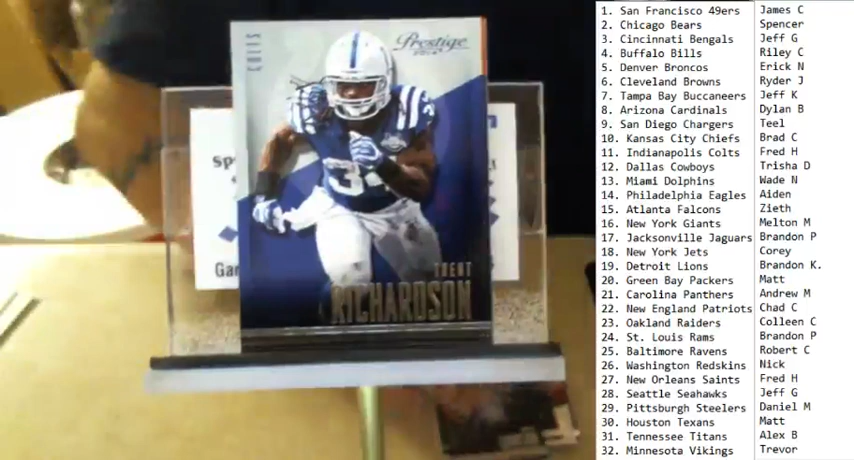 COLTS
Prestige
TRENT
RICHARDSON
sp
Ga
1. San Francisco 49ers James C
2. Chicago Bears Spencer
3. Cincinnati Bengals Jeff G
4. Buffalo Bills Riley C
5. Denver Broncos Erick N
6. Cleveland Browns Ryder J
7. Tampa Bay Buccaneers Jeff K
8. Arizona Cardinals Dylan B
9. San Diego Chargers Teel
10. Kansas City Chiefs Brad C
11. Indianapolis Colts Fred H
12. Dallas Cowboys Trisha D
13. Miami Dolphins Wade N
14. Philadelphia Eagles Aiden
15. Atlanta Falcons Zieth
16. New York Giants Melton M
17. Jacksonville Jaguars Brandon P
18. New York Jets Corey
19. Detroit Lions Brandon K.
20. Green Bay Packers Matt
21. Carolina Panthers Andrew M
22. New England Patriots Chad C
23. Oakland Raiders Colleen C
24. St. Louis Rams Brandon P
25. Baltimore Ravens Robert C
26. Washington Redskins Nick
27. New Orleans Saints Fred H
28. Seattle Seahawks Jeff G
29. Pittsburgh Steelers Daniel M
30. Houston Texans Matt
31. Tennessee Titans Alex B
32. Minnesota Vikings Trevor